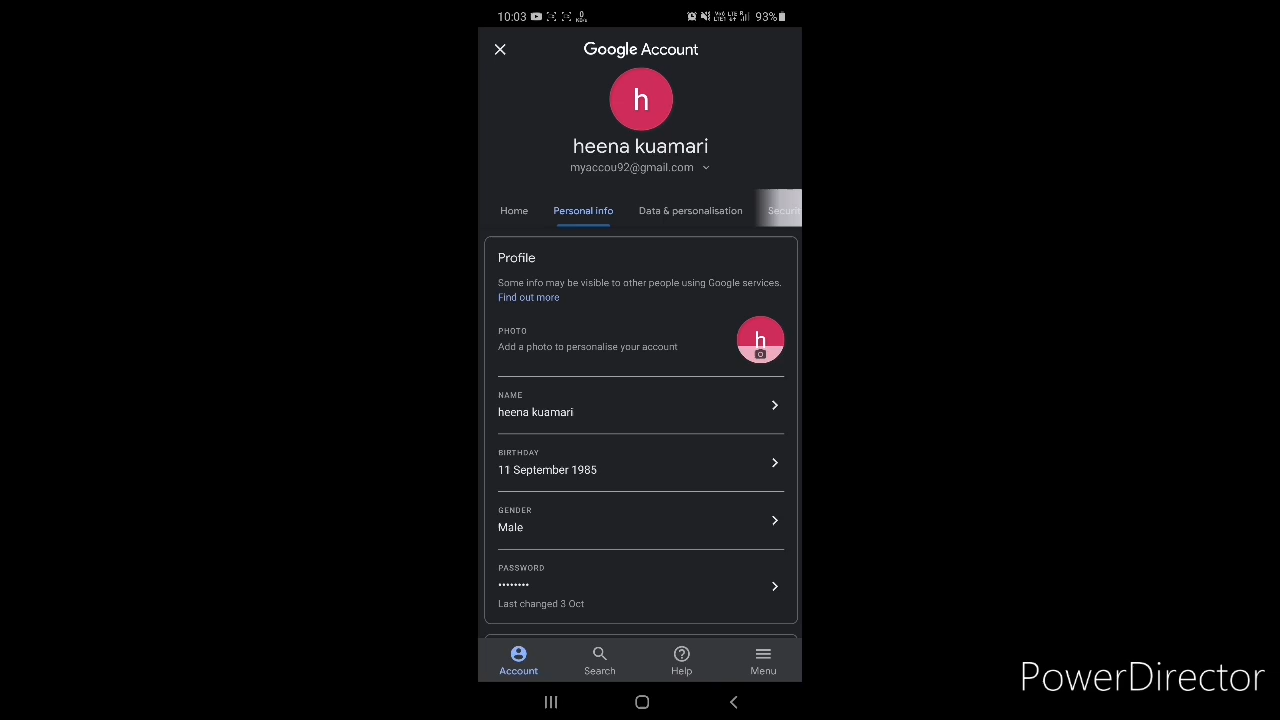 10:03
93%
Google Account
h
heena kuamari
myaccou92@gmail.com
Home Personal info Data & personalisation Securit
Profile
Some info may be visible to other people using Google services.
Find out more
PHOTO
Add a photo to personalise your account
h
NAME
heena kuamari
BIRTHDAY
11 September 1985
GENDER
Male
PASSWORD
••••••••
Last changed 3 Oct
Account Search Help Menu
PowerDirector